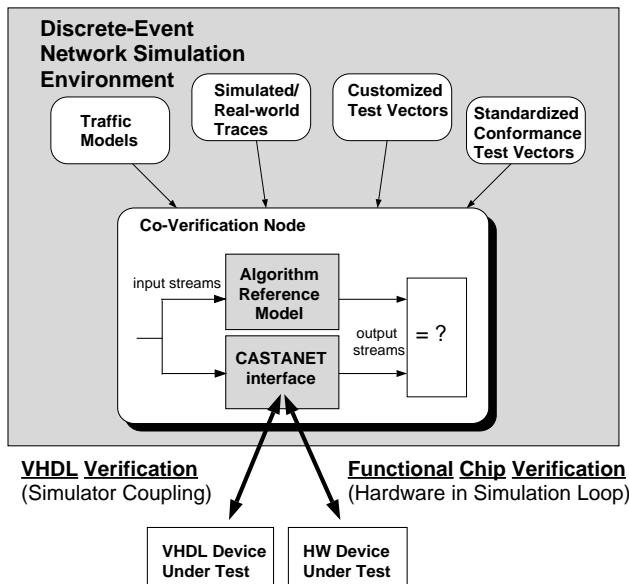 Discrete-Event
Network Simulation
Environment
Traffic
Models
Simulated/
Real-world
Traces
Customized
Test Vectors
Standardized
Conformance
Test Vectors
Co-Verification Node
input streams
Algorithm
Reference
Model
CASTANET
interface
output
streams
= ?
VHDL Verification
(Simulator Coupling)
Functional Chip Verification
(Hardware in Simulation Loop)
VHDL Device
Under Test
HW Device
Under Test